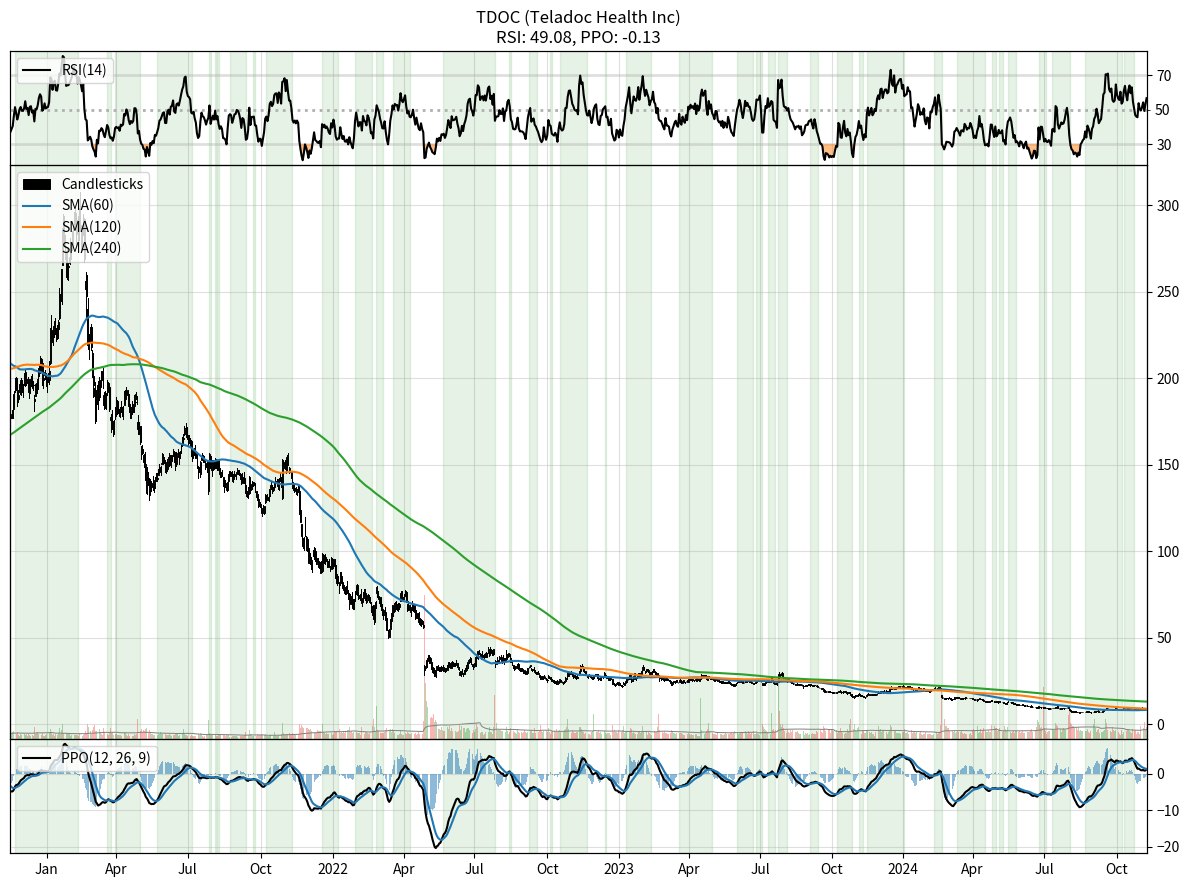 TDOC (Teladoc Health Inc)
RSI: 49.08, PPO: -0.13
RSI(14)
70
50
30
Candlesticks
SMA(60)
SMA(120)
SMA(240)
300
250
200
150
100
50
0
PPO(12, 26, 9)
0
−10
−20
Jan Apr Jul Oct 2022 Apr Jul Oct 2023 Apr Jul Oct 2024 Apr Jul Oct